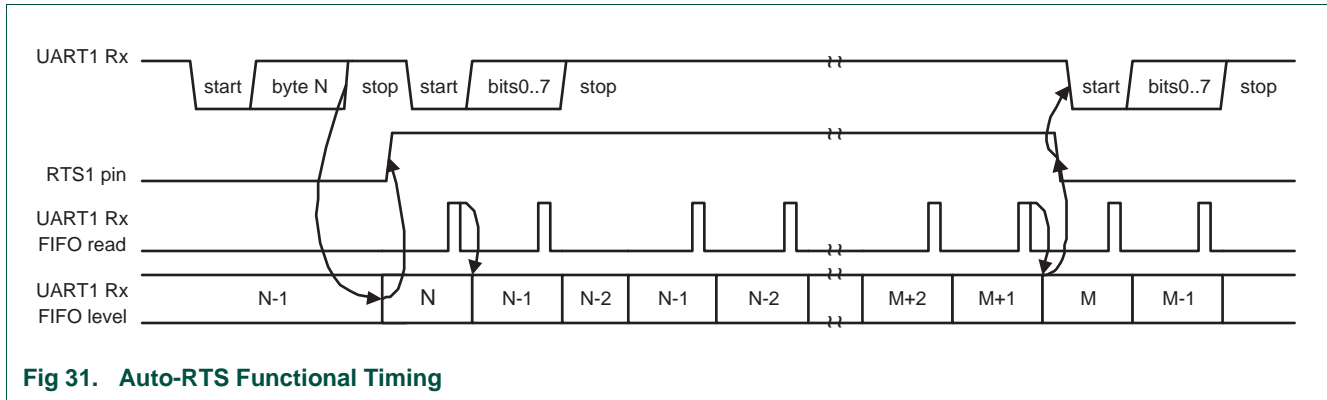 UART1 Rx
start byte N stop start bits0..7 stop start bits0..7 stop
RTS1 pin
UART1 Rx
FIFO read
UART1 Rx
FIFO level
N-1 N N-1 N-2 N-1 N-2 M+2 M+1 M M-1
Fig 31. Auto-RTS Functional Timing